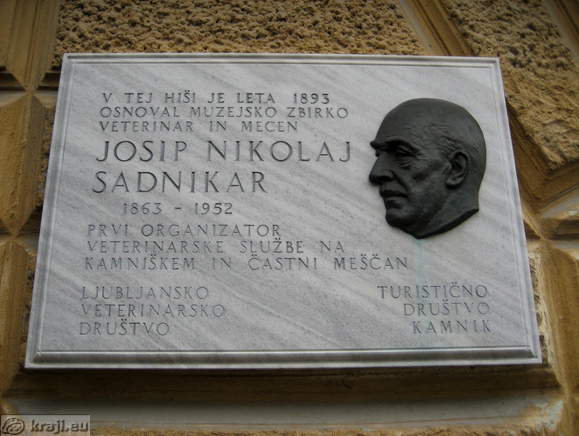 V TEJ HIŠI JE LETA 1893
OSNOVAL MUZEJSKO ZBIRKO
VETERINAR IN MECEN
JOSIP NIKOLAJ
SADNIKAR
1863 - 1952
PRVI ORGANIZATOR
VETERINARSKE SLUŽBE NA
KAMNIŠKEM IN ČASTNI MEŠČAN
LJUBLJANSKO
VETERINARSKO
DRUŠTVO
TURISTIČNO
DRUŠTVO
KAMNIK
kraji.eu